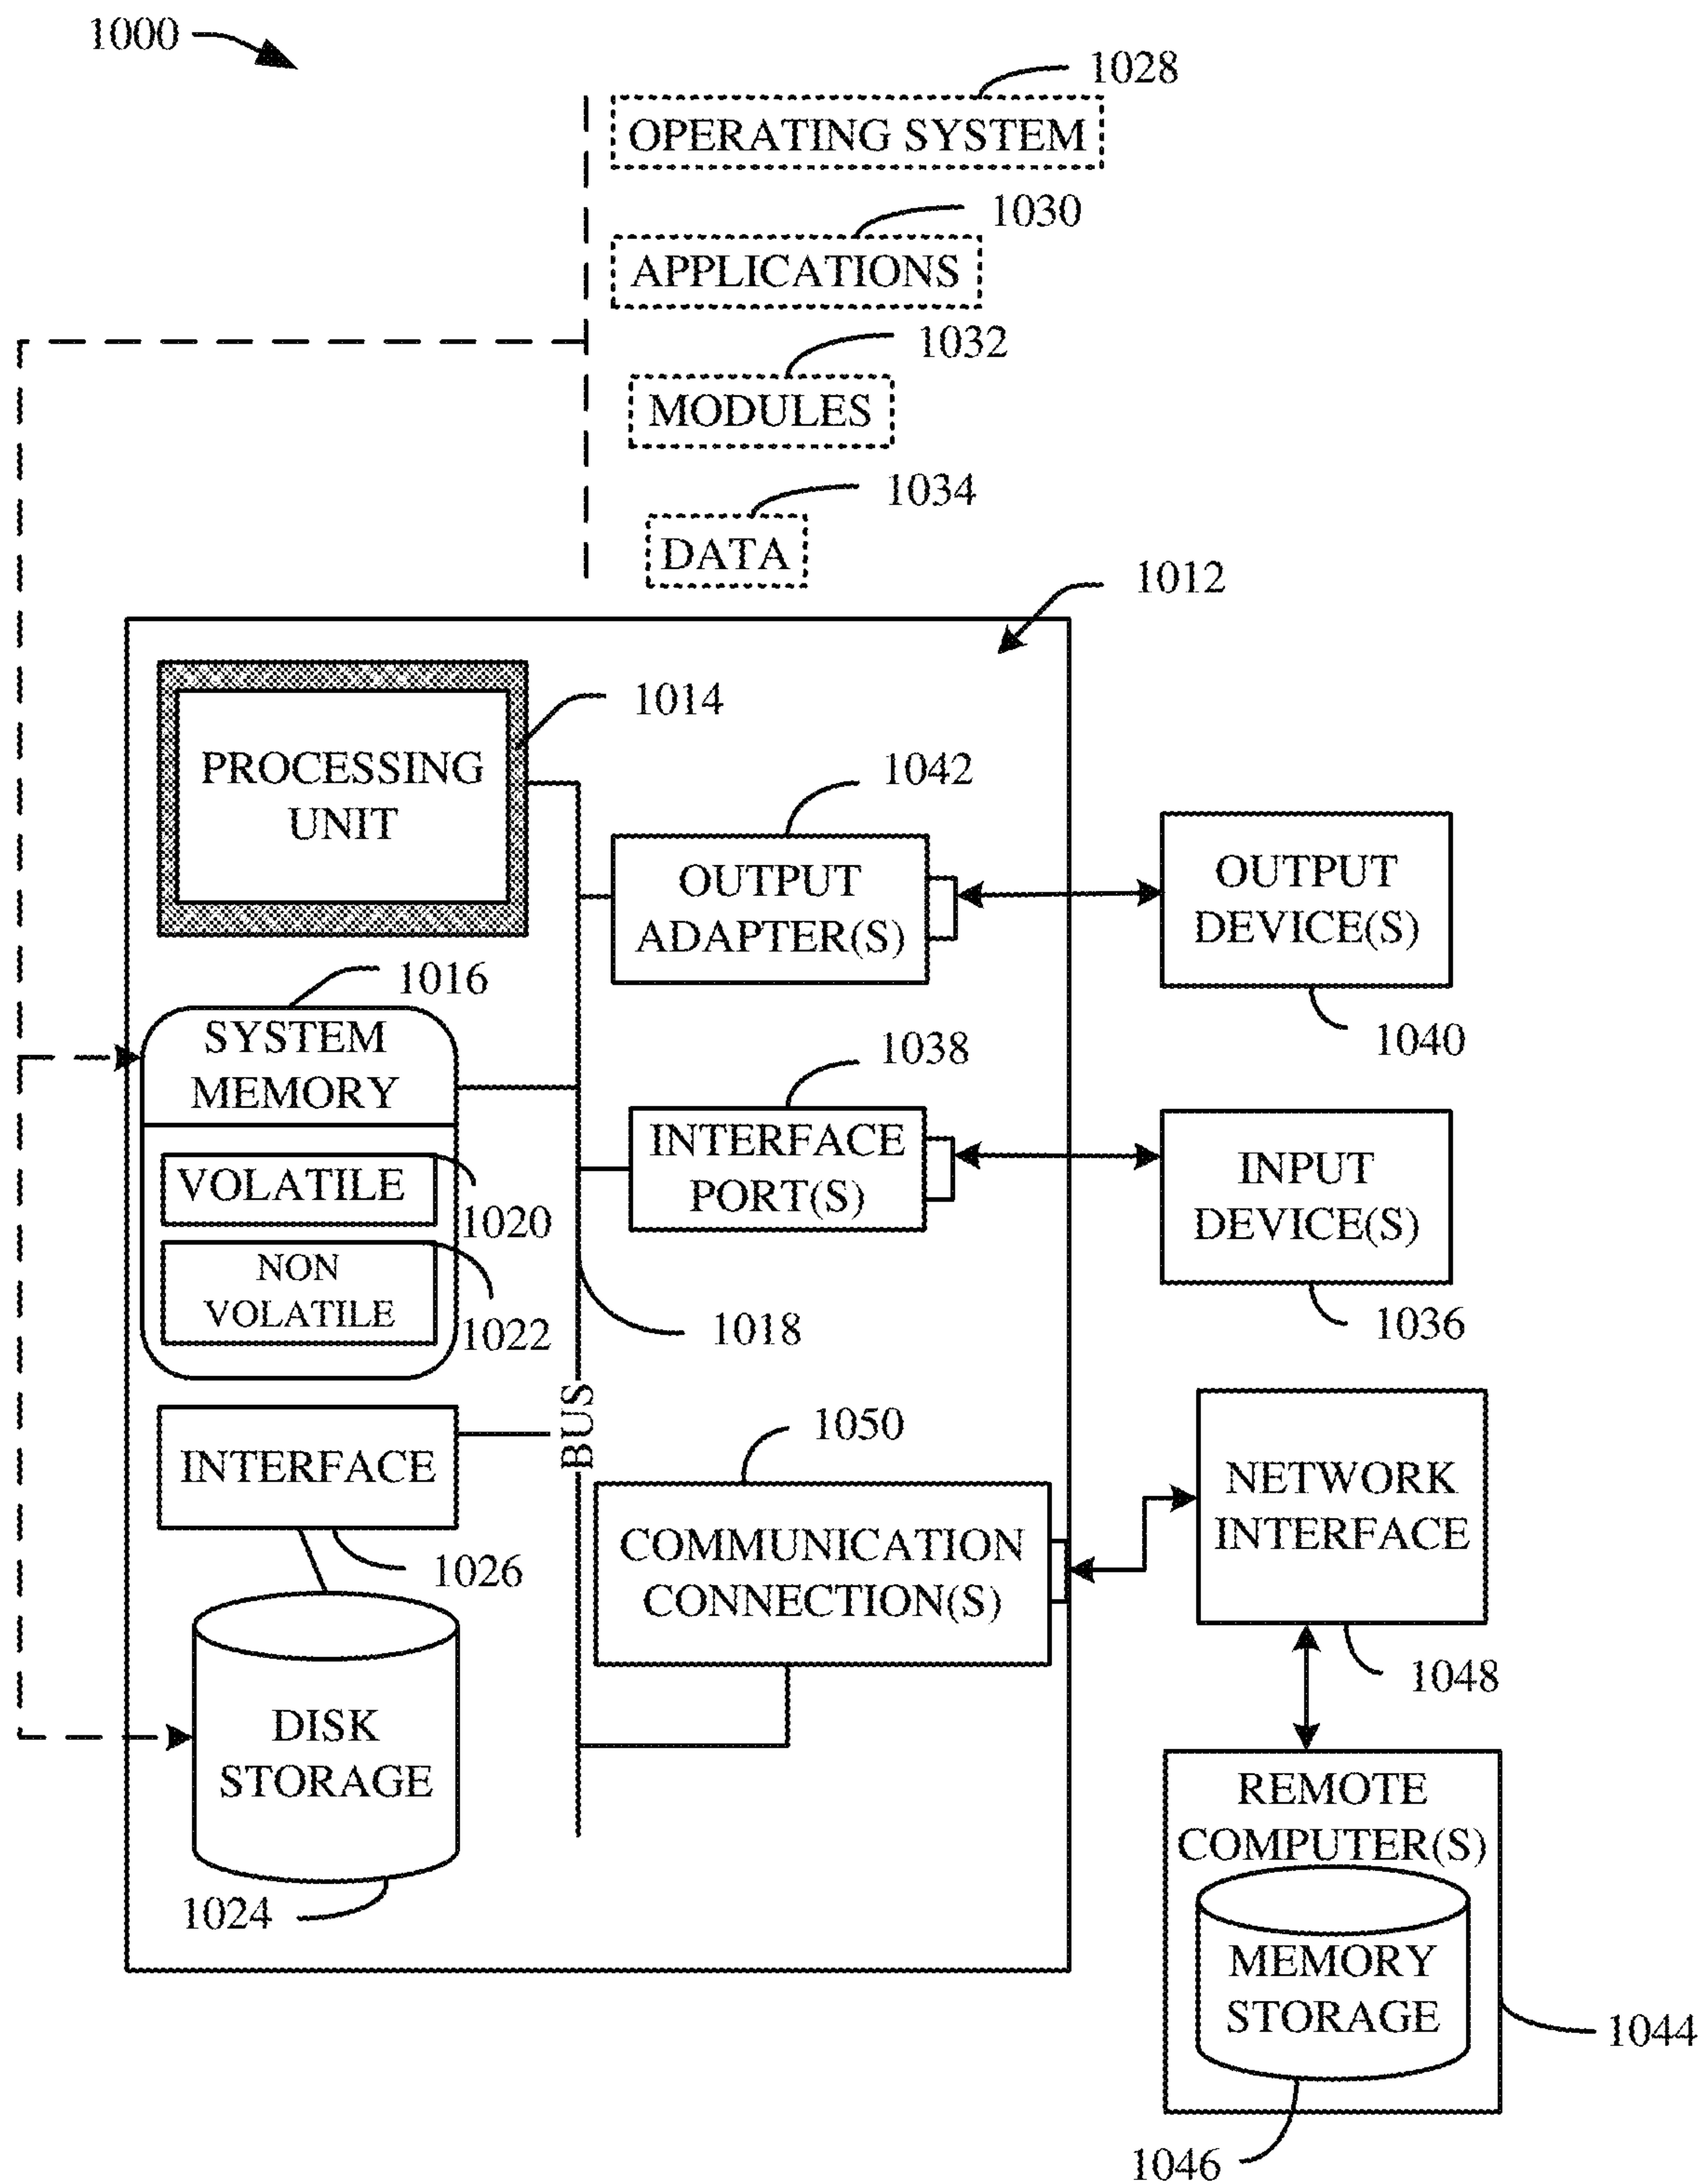 1000
1028
OPERATING SYSTEM
1030
APPLICATIONS
1032
MODULES
1034
DATA
1012
1014
PROCESSING
UNIT
1042
OUTPUT
ADAPTER(S)
OUTPUT
DEVICE(S)
1040
1016
SYSTEM
MEMORY
VOLATILE
1020
NON
VOLATILE
1022
1038
INTERFACE
PORT(S)
INPUT
DEVICE(S)
1036
1018
BUS
INTERFACE
1026
1050
COMMUNICATION
CONNECTION(S)
NETWORK
INTERFACE
1048
DISK
STORAGE
1024
REMOTE
COMPUTER(S)
MEMORY
STORAGE
1044
1046